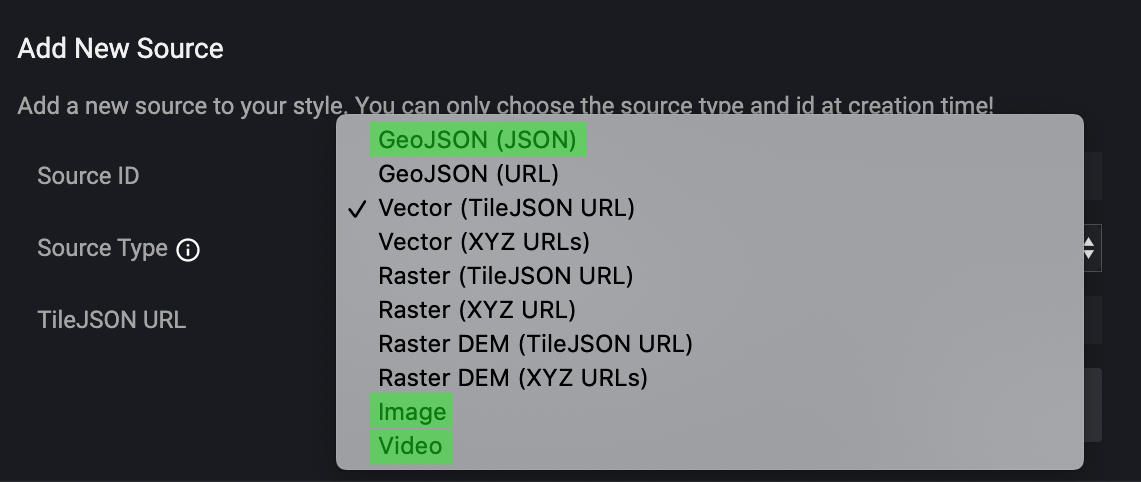 Add New Source
Add a new source to your style. You can only choose the source type and id at creation time!
Source ID
Source Type
TileJSON URL
GeoJSON (JSON)
GeoJSON (URL)
✓ Vector (TileJSON URL)
Vector (XYZ URLs)
Raster (TileJSON URL)
Raster (XYZ URL)
Raster DEM (TileJSON URL)
Raster DEM (XYZ URLs)
Image
Video